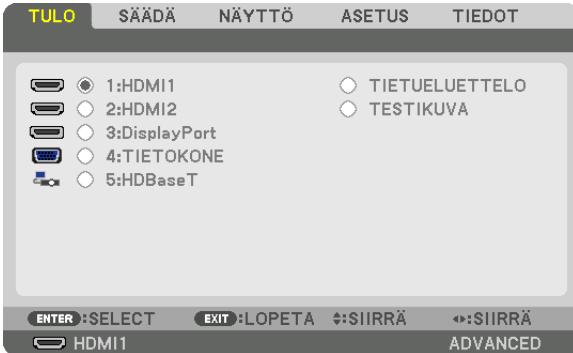 TULO SÄÄDÄ NÄYTTÖ ASETUS TIEDOT
1:HDMI1 TIETUELUETTELO
2:HDMI2 TESTIKUVA
3:DisplayPort
4:TIETOKONE
5:HDBaseT
ENTER :SELECT EXIT :LOPETA :SIIRRÄ :SIIRRÄ
HDMI1 ADVANCED